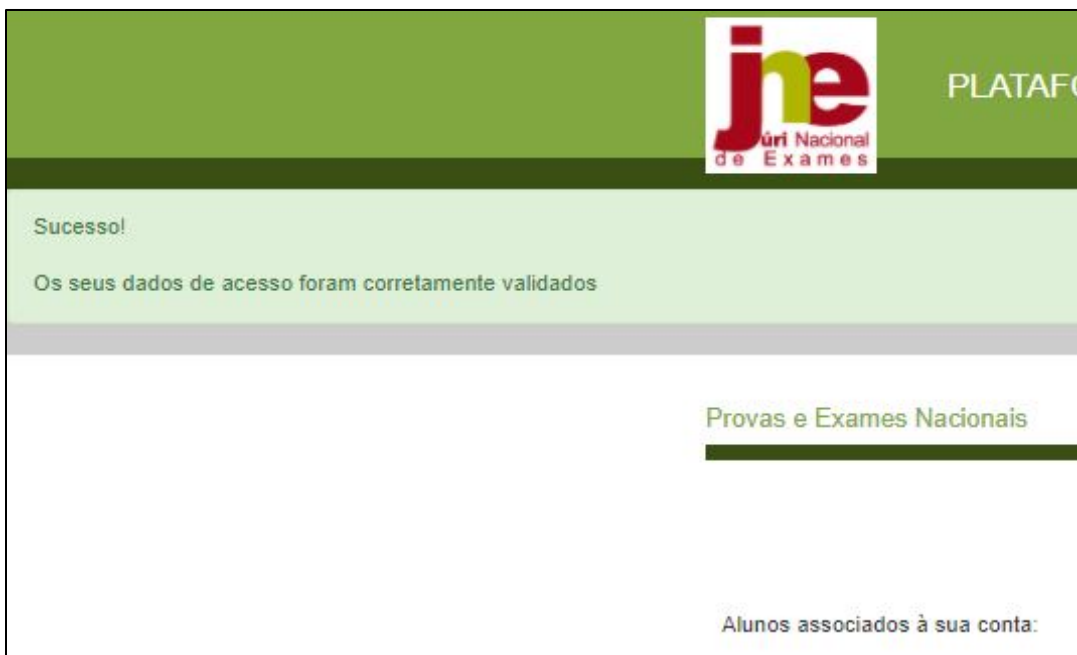 jne
Júri Nacional
de Exames
PLATAFO
Sucesso!
Os seus dados de acesso foram corretamente validados
Provas e Exames Nacionais
Alunos associados à sua conta: